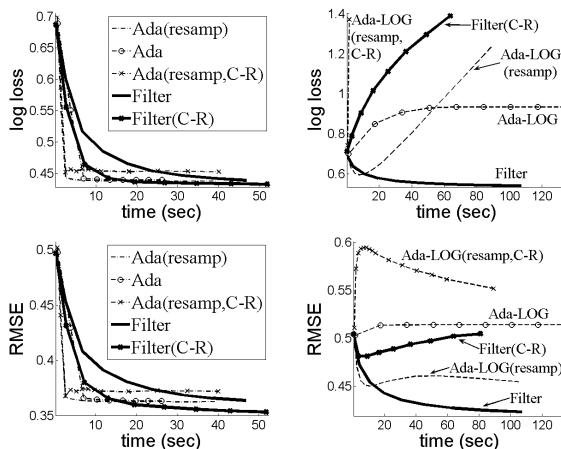 0.7
0.65
0.6
0.55
0.5
0.45
log loss
Ada(resamp)
Ada
Ada(resamp,C-R)
Filter
Filter(C-R)
10 20 30 40 50
time (sec)
1.4
1.2
1
0.8
0.6
log loss
Ada-LOG
(resamp,
C-R)
Filter(C-R)
Ada-LOG
(resamp)
Ada-LOG
Filter
0 20 40 60 80 100 120
time (sec)
0.5
0.45
0.4
0.35
RMSE
Ada(resamp)
Ada
Ada(resamp,C-R)
Filter
Filter(C-R)
0 10 20 30 40 50
time (sec)
0.6
0.55
0.5
0.45
RMSE
Ada-LOG(resamp,C-R)
Ada-LOG
Filter(C-R)
Ada-LOG(resamp)
Filter
0 20 40 60 80 100 120
time (sec)